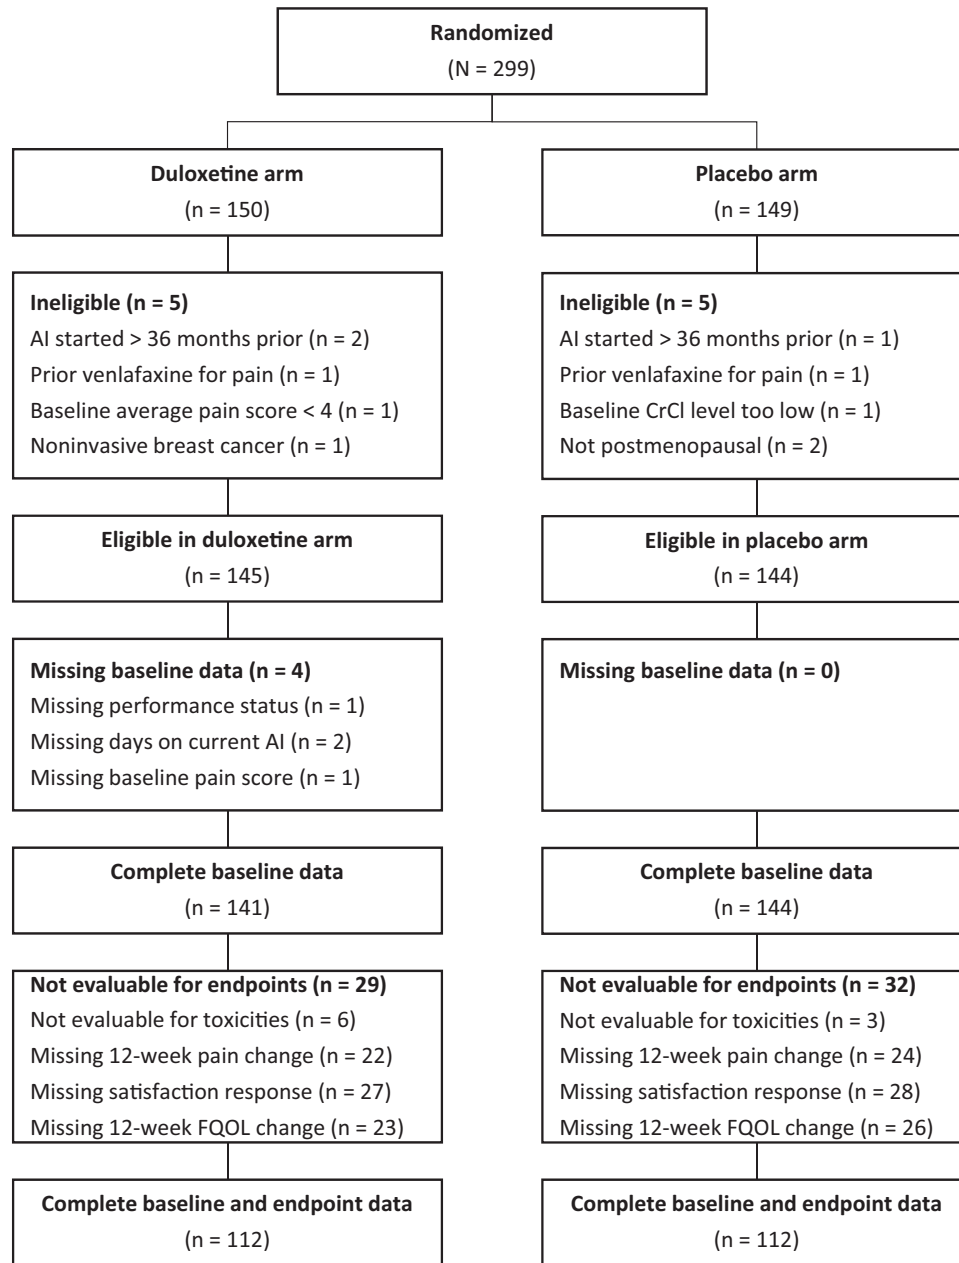 Randomized
(N = 299)
Duloxetine arm
(n = 150)
Placebo arm
(n = 149)
Ineligible (n = 5)
AI started > 36 months prior (n = 2)
Prior venlafaxine for pain (n = 1)
Baseline average pain score < 4 (n = 1)
Noninvasive breast cancer (n = 1)
Ineligible (n = 5)
AI started > 36 months prior (n = 1)
Prior venlafaxine for pain (n = 1)
Baseline CrCl level too low (n = 1)
Not postmenopausal (n = 2)
Eligible in duloxetine arm
(n = 145)
Eligible in placebo arm
(n = 144)
Missing baseline data (n = 4)
Missing performance status (n = 1)
Missing days on current AI (n = 2)
Missing baseline pain score (n = 1)
Missing baseline data (n = 0)
Complete baseline data
(n = 141)
Complete baseline data
(n = 144)
Not evaluable for endpoints (n = 29)
Not evaluable for toxicities (n = 6)
Missing 12-week pain change (n = 22)
Missing satisfaction response (n = 27)
Missing 12-week FQOL change (n = 23)
Not evaluable for endpoints (n = 32)
Not evaluable for toxicities (n = 3)
Missing 12-week pain change (n = 24)
Missing satisfaction response (n = 28)
Missing 12-week FQOL change (n = 26)
Complete baseline and endpoint data
(n = 112)
Complete baseline and endpoint data
(n = 112)